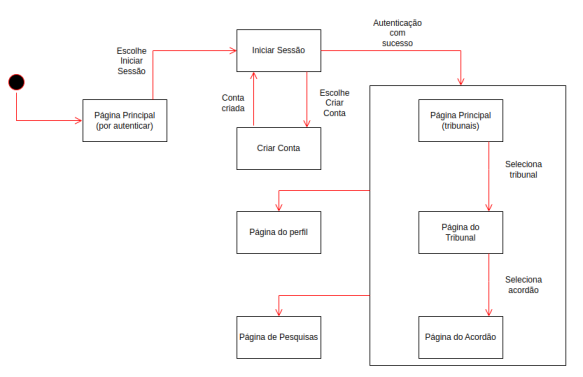 Autenticação
com
sucesso
Escolhe
Iniciar
Sessão
Iniciar Sessão
Página Principal
(por autenticar)
Conta
criada
Escolhe
Criar
Conta
Página Principal
(tribunais)
Criar Conta
Seleciona
tribunal
Página do perfil
Página do
Tribunal
Seleciona
acordão
Página de Pesquisas
Página do Acordão